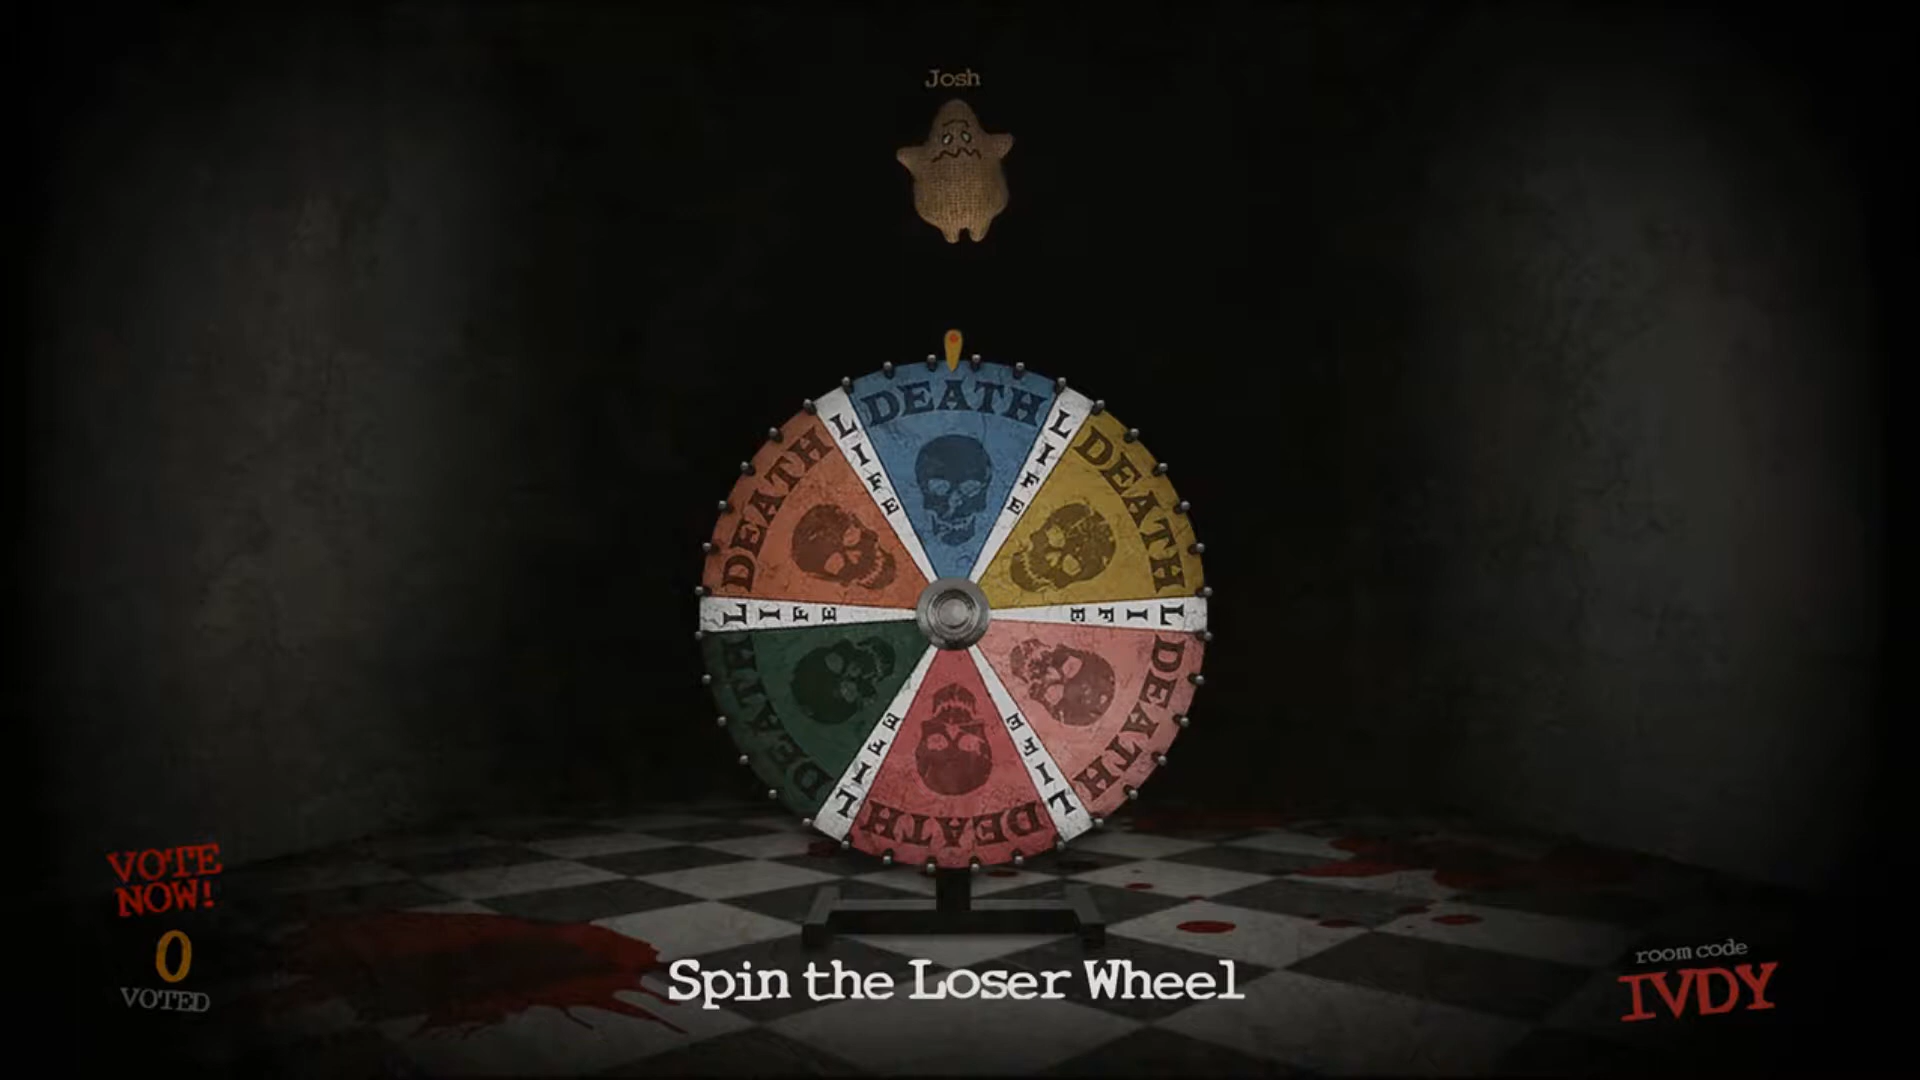 Josh
DEATH
LIFE
LIFE
DEATH
DEATH
LIFE
LIFE
DEATH
DEATH
LIFE
LIFE
DEATH
VOTE
NOW!
0
VOTED
Spin the Loser Wheel
room code
IVDY